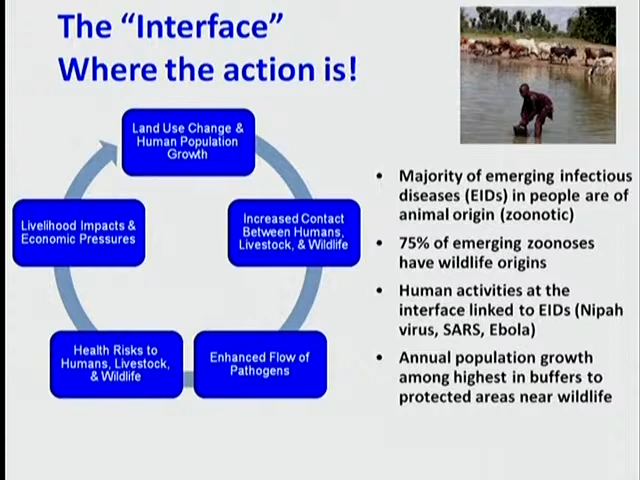 The “Interface”
Where the action is!
Land Use Change &
Human Population
Growth
Increased Contact
Between Humans,
Livestock, & Wildlife
Enhanced Flow of
Pathogens
Health Risks to
Humans, Livestock,
& Wildlife
Livelihood Impacts &
Economic Pressures
• Majority of emerging infectious
diseases (EIDs) in people are of
animal origin (zoonotic)
• 75% of emerging zoonoses
have wildlife origins
• Human activities at the
interface linked to EIDs (Nipah
virus, SARS, Ebola)
• Annual population growth
among highest in buffers to
protected areas near wildlife